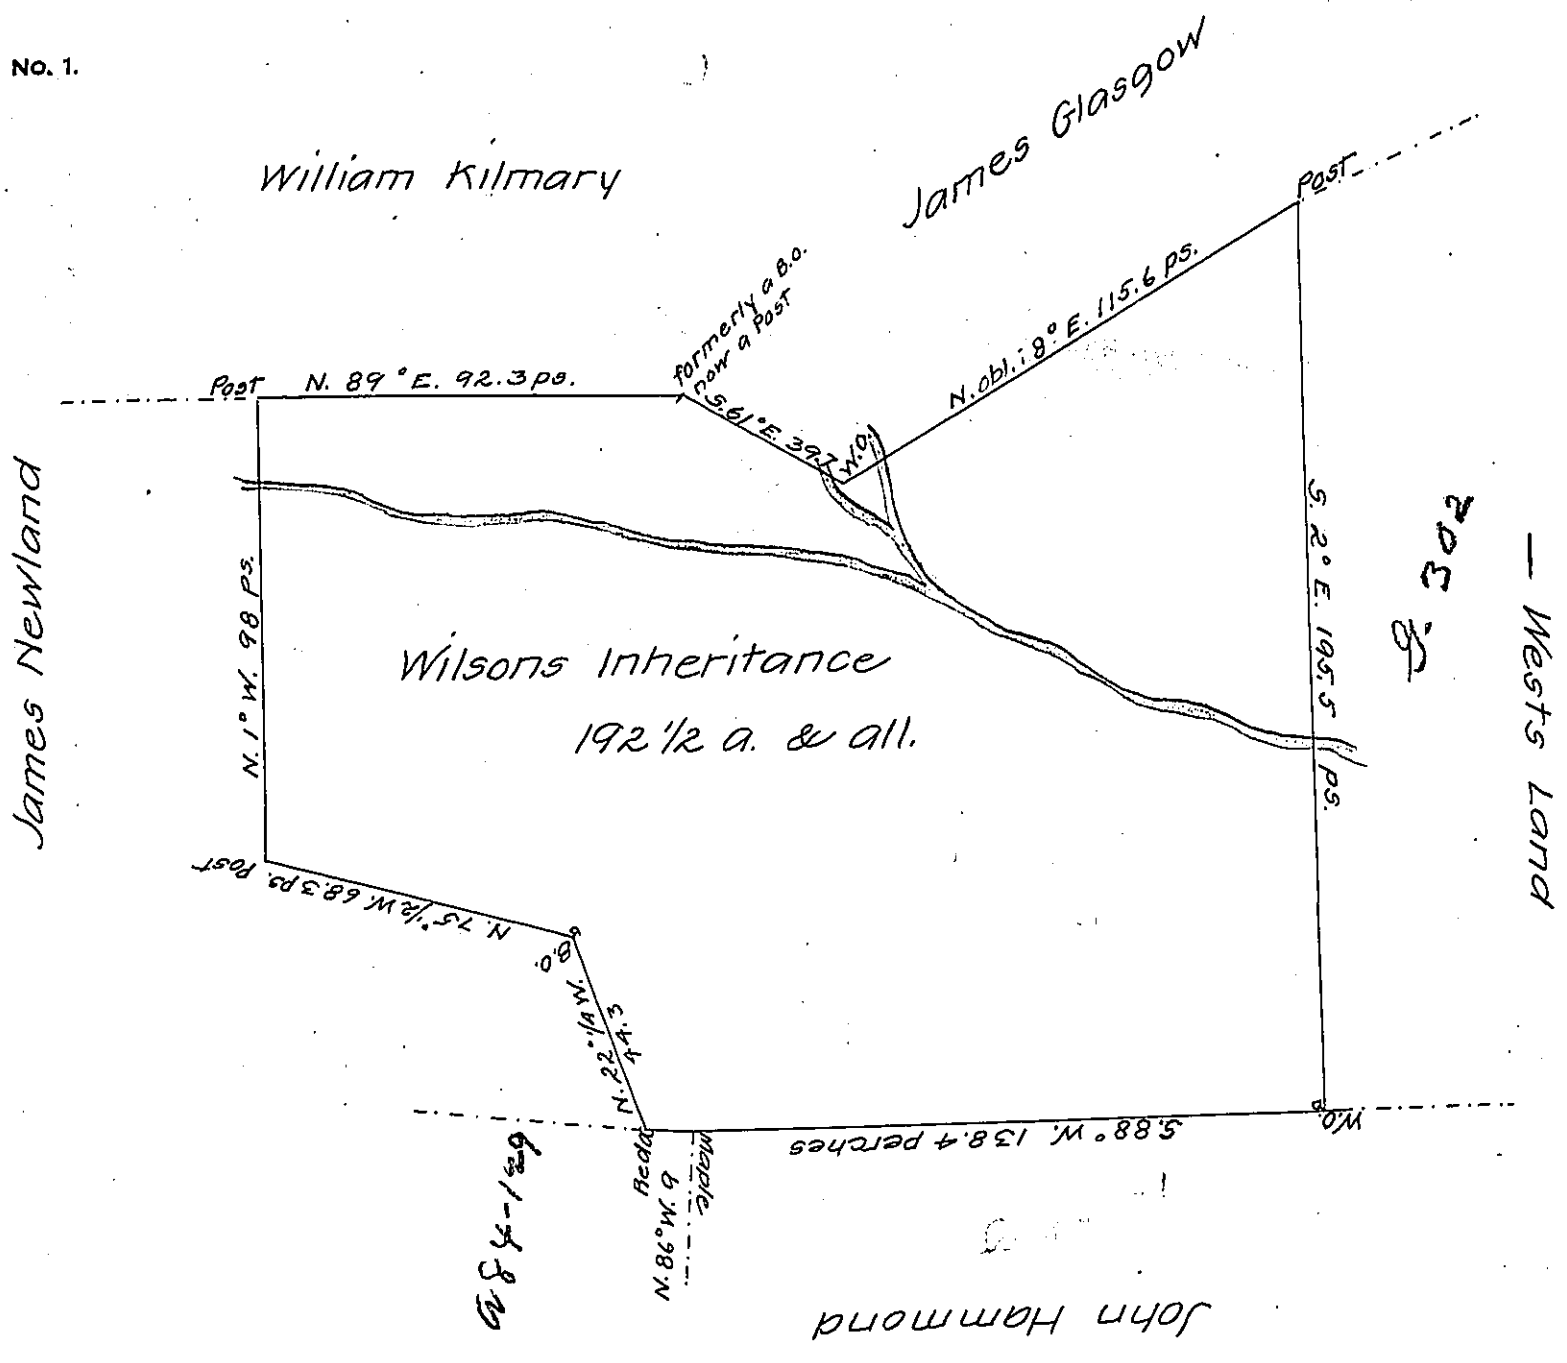 No. 1.
William Kilmary
James Glasgow
Post
formerly a B.O.
now a Post
Post N. 89° E. 92.3 ps.
S. 61° E. 39.7
W.O.
N. obl. : 8° E. 115.6 ps.
James Newland
N. 1° W. 98 ps.
S. 2° E. 195.5 ps.
302
— Wests Land
Wilsons Inheritance
192 1/2 a. & all.
Post
N. 75° 1/2 W. 68.3 ps.
B.O.
N. 22° 1/4 W.
44.3
Maple
N. 86° W. 9
S. 88° W. 138.4 perches
W.O.
John Hammond